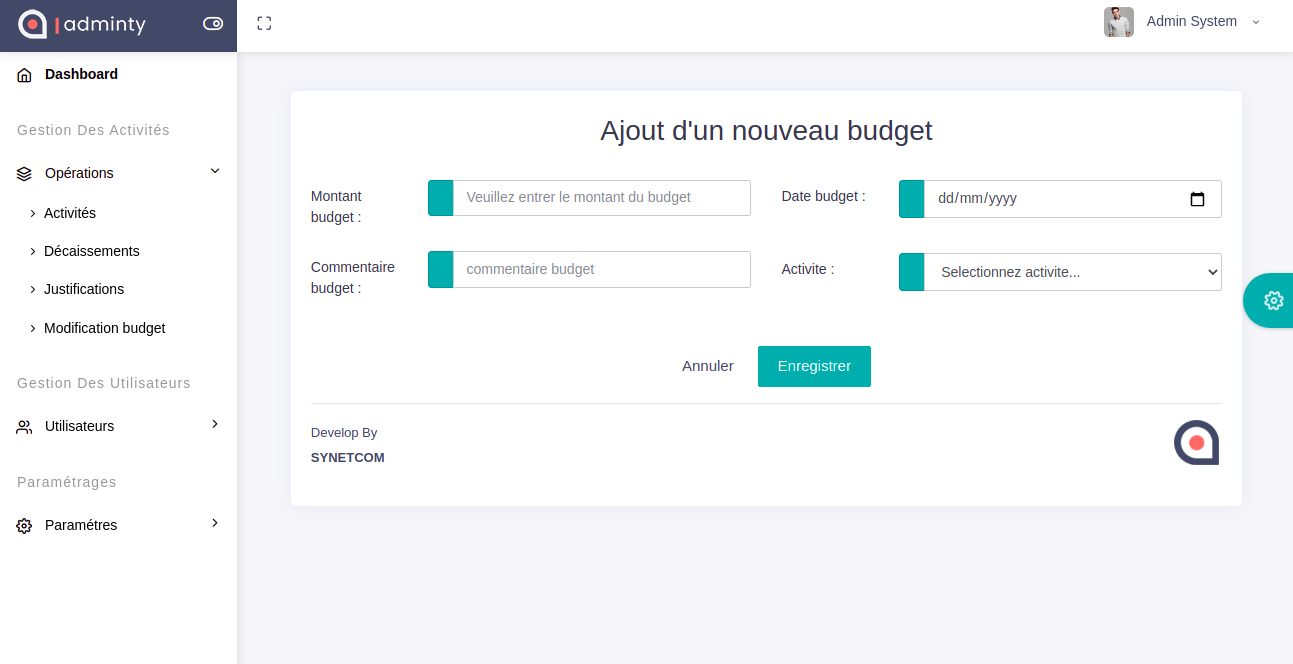 adminty
Admin System
Dashboard
Gestion Des Activités
Opérations
Activités
Décaissements
Justifications
Modification budget
Gestion Des Utilisateurs
Utilisateurs
Paramétrages
Paramétres
Ajout d'un nouveau budget
Montant
budget :
Veuillez entrer le montant du budget
Date budget :
dd/mm/yyyy
Commentaire
budget :
commentaire budget
Activite :
Selectionnez activite...
Annuler
Enregistrer
Develop By
SYNETCOM